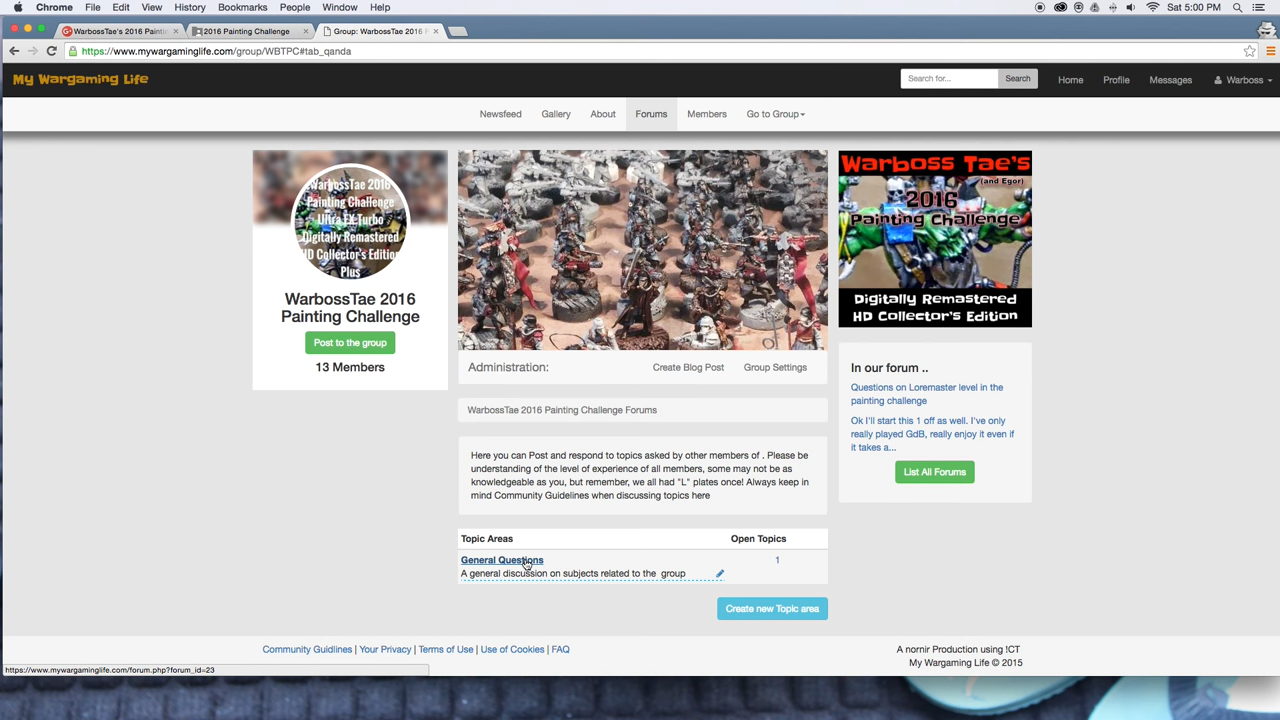 Chrome File Edit View History Bookmarks People Window Help Sat 5:00 PM
WarbossTae's 2016 Paintin 2016 Painting Challenge Group: WarbossTae 2016 Warboss
https://www.mywargaminglife.com/group/WBTPC#tab_qanda
My Wargaming Life Search for... Search Home Profile Messages Warboss
Newsfeed Gallery About Forums Members Go to Group
WarbossTae 2016
Painting Challenge
Ultra EX Turbo
Digitally Remastered
HD Collector's Edition
Plus
WarbossTae 2016
Painting Challenge
Post to the group
13 Members
Administration: Create Blog Post Group Settings
WarbossTae 2016 Painting Challenge Forums
Here you can Post and respond to topics asked by other members of . Please be
understanding of the level of experience of all members, some may not be as
knowledgeable as you, but remember, we all had "L" plates once! Always keep in
mind Community Guidelines when discussing topics here
Topic Areas Open Topics
General Questions 1
A general discussion on subjects related to the group
Create new Topic area
Warboss Tae's
(and Egor)
2016
Painting Challenge
Digitally Remastered
HD Collector's Edition
In our forum ..
Questions on Loremaster level in the
painting challenge
Ok I'll start this 1 off as well. I've only
really played GdB, really enjoy it even if
it takes a...
List All Forums
Community Guidlines | Your Privacy | Terms of Use | Use of Cookies | FAQ
A nornir Production using !CT
My Wargaming Life © 2015
https://www.mywargaminglife.com/forum.php?forum_id=23